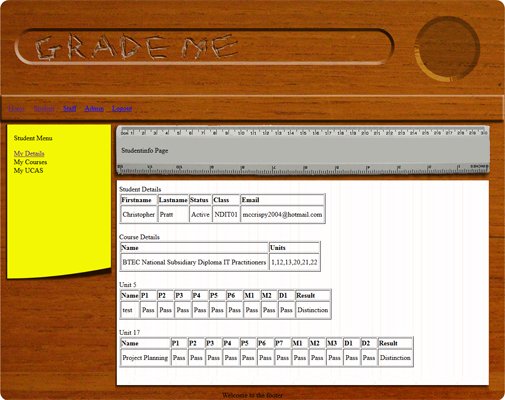 GRADE ME
Home Student Staff Admin Logout
Student Menu
My Details
My Courses
My UCAS
Studentinfo Page
Student Details
Firstname Lastname Status Class Email
Christopher Pratt Active NDIT01 mccrispy2004@hotmail.com
Course Details
Name Units
BTEC National Subsidiary Diploma IT Practitioners 1,12,13,20,21,22
Unit 5
Name P1 P2 P3 P4 P5 P6 M1 M2 D1 Result
test Pass Pass Pass Pass Pass Pass Pass Pass Pass Distinction
Unit 17
Name P1 P2 P3 P4 P5 P6 P7 M1 M2 M3 D1 D2 Result
Project Planning Pass Pass Pass Pass Pass Pass Pass Pass Pass Pass Pass Pass Distinction
Welcome to the footer